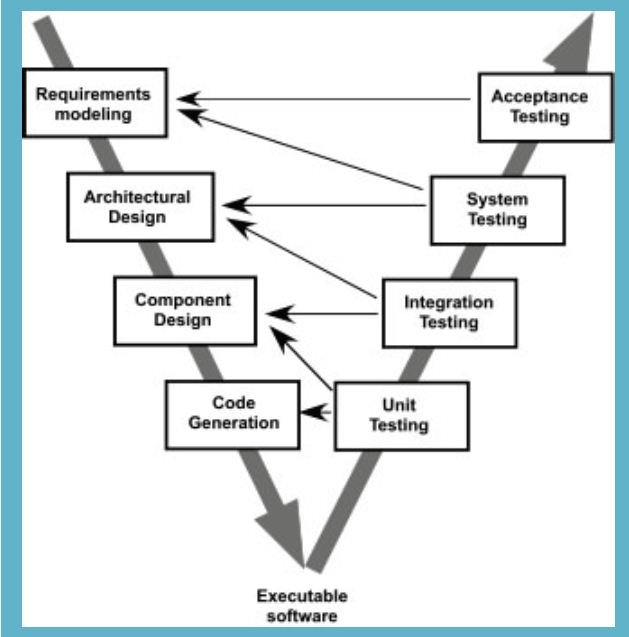 Requirements
modeling
Acceptance
Testing
Architectural
Design
System
Testing
Component
Design
Integration
Testing
Code
Generation
Unit
Testing
Executable
software